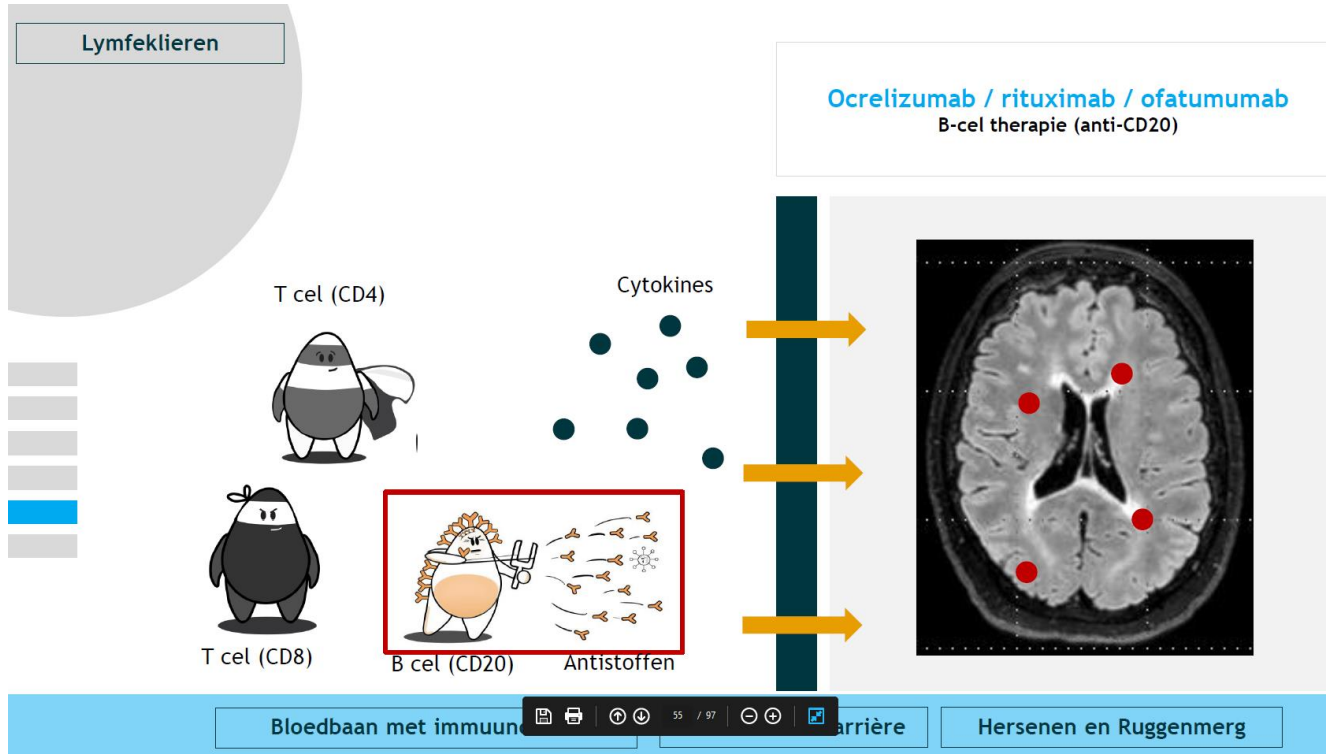 Lymfeklieren
Ocrelizumab / rituximab / ofatumumab
B-cel therapie (anti-CD20)
T cel (CD4)
Cytokines
T cel (CD8)
B cel (CD20)
Antistoffen
Bloedbaan met immuun
arrière
Hersenen en Ruggenmerg
55 / 97